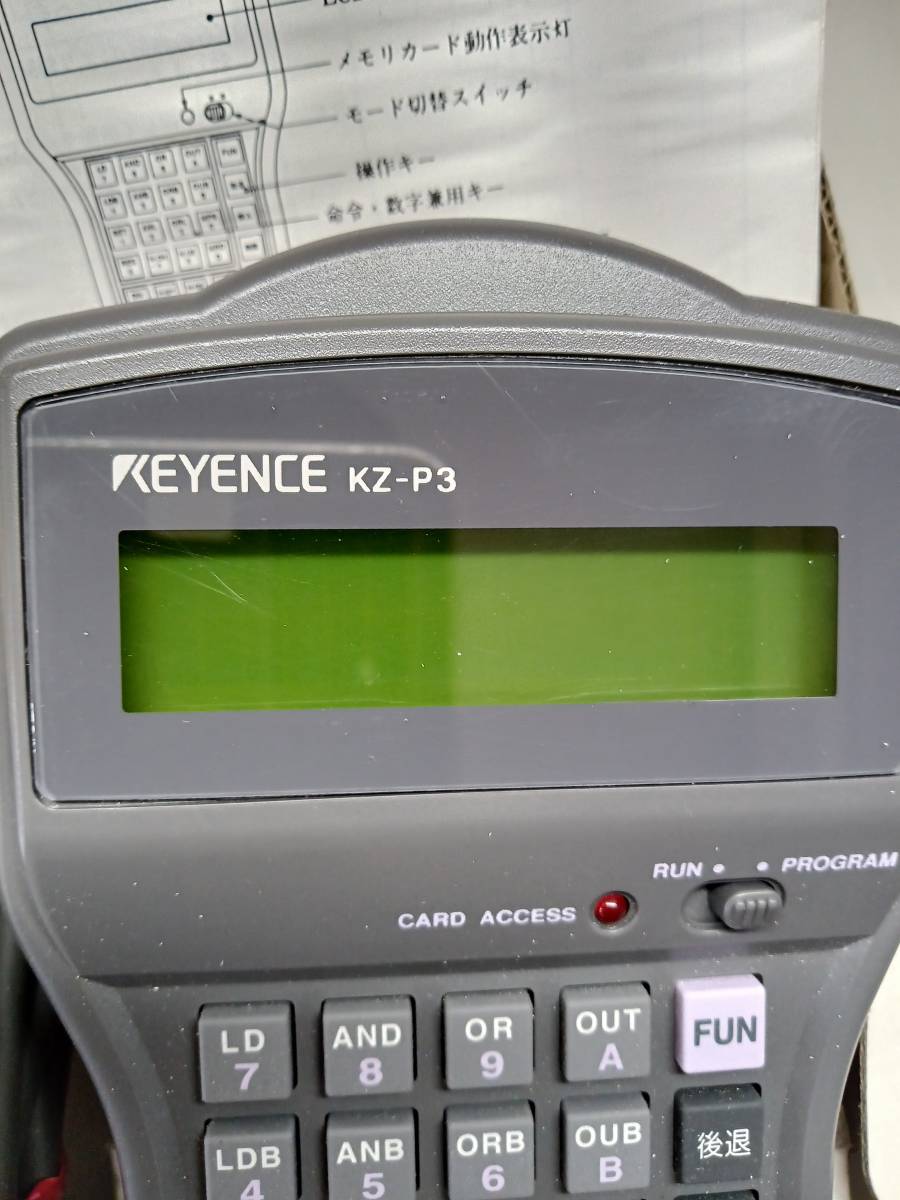 メモリカード動作表示灯
モード切替スイッチ
操作キー
命令・数字兼用キー
KEYENCE KZ-P3
RUN • • PROGRAM
CARD ACCESS
LD AND OR OUT FUN
7 8 9 A
LDB ANB ORB OUB 後退
4 5 6 B